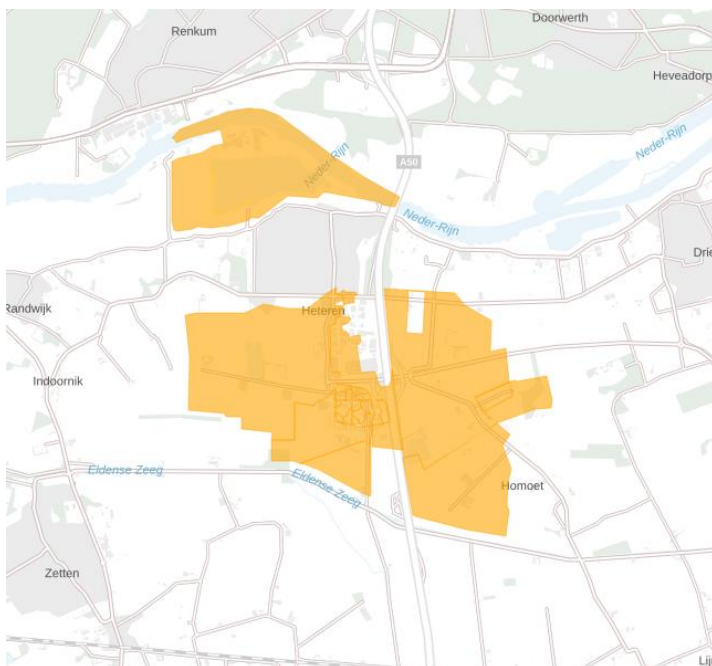 Doorwerth
Renkum
Heveadorp
Neder-Rijn
Neder-Rijn
A50
Neder-Rijn
Drie
Randwijk
Heteren
Indoornik
Eldense Zeeg
Eldense Zeeg
Homoet
Zetten
Lij